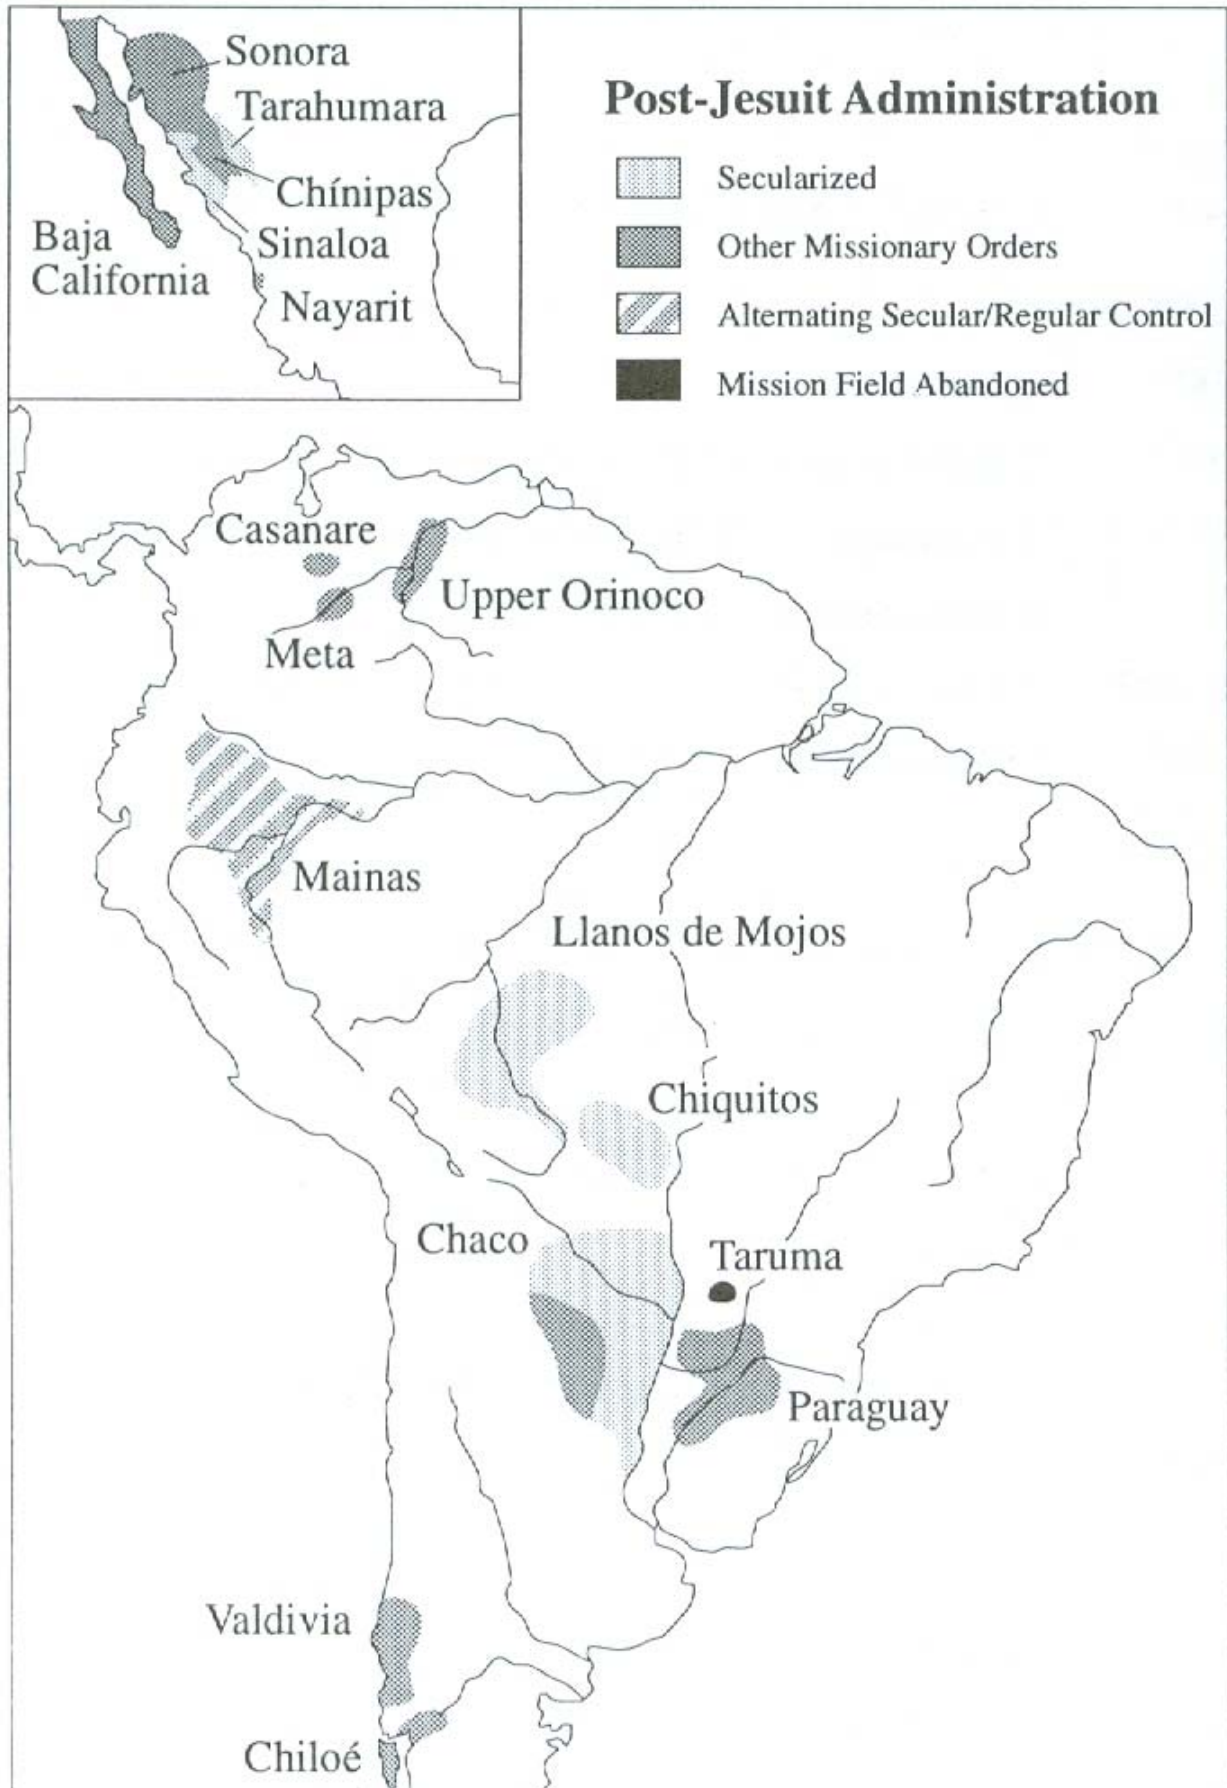 Sonora
Tarahumara
Chínipas
Sinaloa
Baja
California
Nayarit
Post-Jesuit Administration
Secularized
Other Missionary Orders
Alternating Secular/Regular Control
Mission Field Abandoned
Casanare
Upper Orinoco
Meta
Mainas
Llanos de Mojos
Chiquitos
Chaco
Taruma
Paraguay
Valdivia
Chiloé